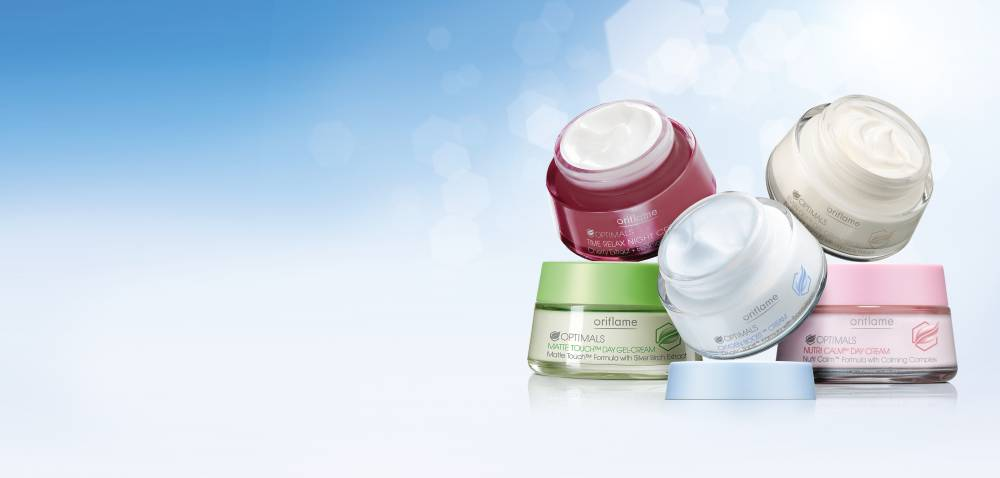 oriflame
OPTIMALS
TIME RELAX NIGHT
oriflame
OPTIMALS
oriflame
OPTIMALS
CREAM
oriflame
OPTIMALS
MATTE TOUCH™ DAY GEL-CREAM
Matte Touch™ Formula with Silver Birch Extract
oriflame
OPTIMALS
NUTRI CALM™ DAY CREAM
Nutri Calm™ Formula with Calming Complex